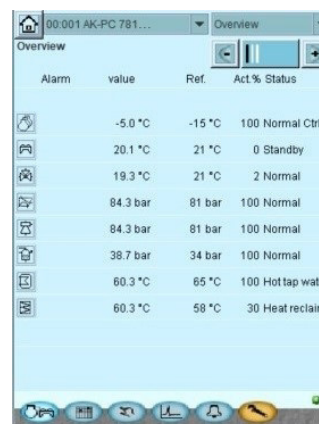 00:001 AK-PC 781... Overview
Overview
Alarm value Ref. Act.% Status
-5.0 °C -15 °C 100 Normal Ctrl
20.1 °C 21 °C 0 Standby
19.3 °C 21 °C 2 Normal
84.3 bar 81 bar 100 Normal
84.3 bar 81 bar 100 Normal
38.7 bar 34 bar 100 Normal
60.3 °C 65 °C 100 Hot tap wat
60.3 °C 58 °C 30 Heat reclain